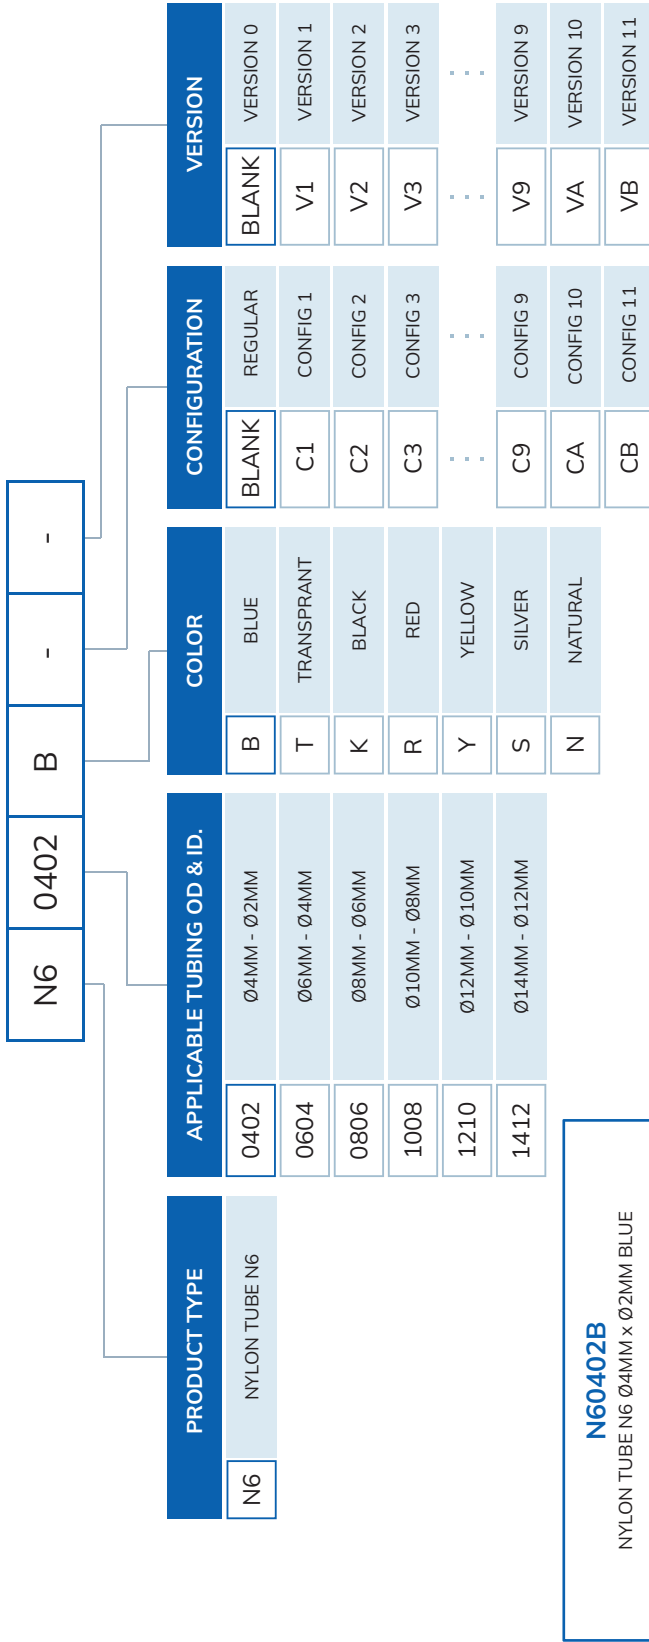 N6 0402 B - -
PRODUCT TYPE
N6 NYLON TUBE N6
APPLICABLE TUBING OD & ID.
0402 Ø4MM - Ø2MM
0604 Ø6MM - Ø4MM
0806 Ø8MM - Ø6MM
1008 Ø10MM - Ø8MM
1210 Ø12MM - Ø10MM
1412 Ø14MM - Ø12MM
COLOR
B BLUE
T TRANSPRANT
K BLACK
R RED
Y YELLOW
S SILVER
N NATURAL
CONFIGURATION
BLANK REGULAR
C1 CONFIG 1
C2 CONFIG 2
C3 CONFIG 3
... ...
C9 CONFIG 9
CA CONFIG 10
CB CONFIG 11
VERSION
BLANK VERSION 0
V1 VERSION 1
V2 VERSION 2
V3 VERSION 3
... ...
V9 VERSION 9
VA VERSION 10
VB VERSION 11
N60402B
NYLON TUBE N6 Ø4MM x Ø2MM BLUE